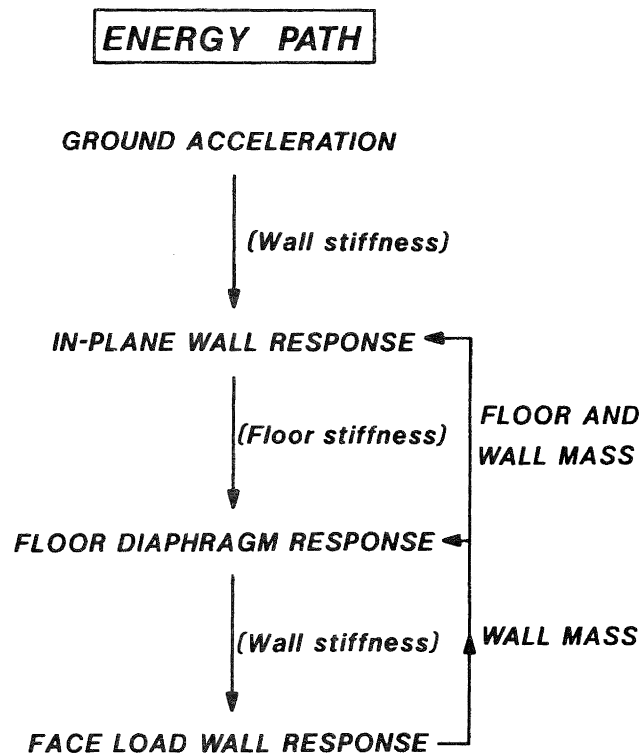 ENERGY PATH
GROUND ACCELERATION
(Wall stiffness)
IN-PLANE WALL RESPONSE
(Floor stiffness)
FLOOR AND
WALL MASS
FLOOR DIAPHRAGM RESPONSE
(Wall stiffness)
WALL MASS
FACE LOAD WALL RESPONSE